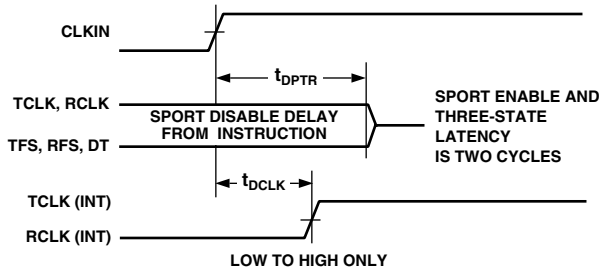 CLKIN
tDPTR
TCLK, RCLK
SPORT DISABLE DELAY
FROM INSTRUCTION
TFS, RFS, DT
SPORT ENABLE AND
THREE-STATE
LATENCY
IS TWO CYCLES
tDCLK
TCLK (INT)
RCLK (INT)
LOW TO HIGH ONLY